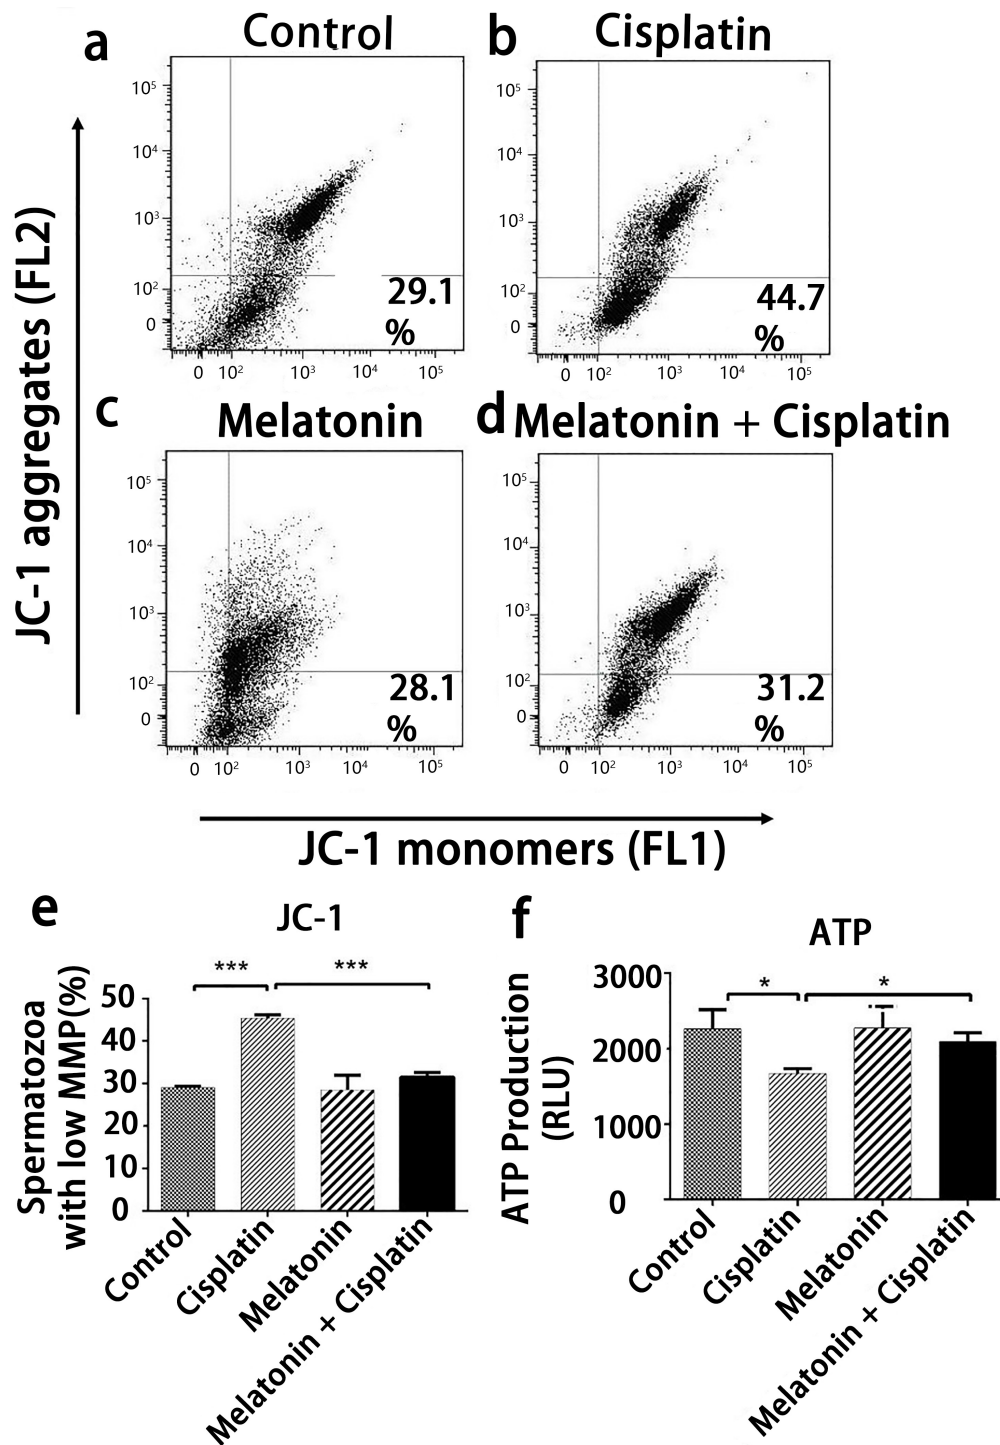 a
Control
b
Cisplatin
10⁵
10⁴
10³
10²
0
29.1
%
0 10² 10³ 10⁴ 10⁵
10⁵
10⁴
10³
10²
0
44.7
%
0 10² 10³ 10⁴ 10⁵
JC-1 aggregates (FL2)
c
Melatonin
d
Melatonin + Cisplatin
10⁵
10⁴
10³
10²
0
28.1
%
0 10² 10³ 10⁴ 10⁵
10⁵
10⁴
10³
10²
0
31.2
%
0 10² 10³ 10⁴ 10⁵
JC-1 monomers (FL1)
e
JC-1
***
***
Spermatozoa
with low MMP(%)
50
40
30
20
10
0
Control
Cisplatin
Melatonin
Melatonin + Cisplatin
f
ATP
*
*
ATP Production
(RLU)
3000
2000
1000
0
Control
Cisplatin
Melatonin
Melatonin + Cisplatin